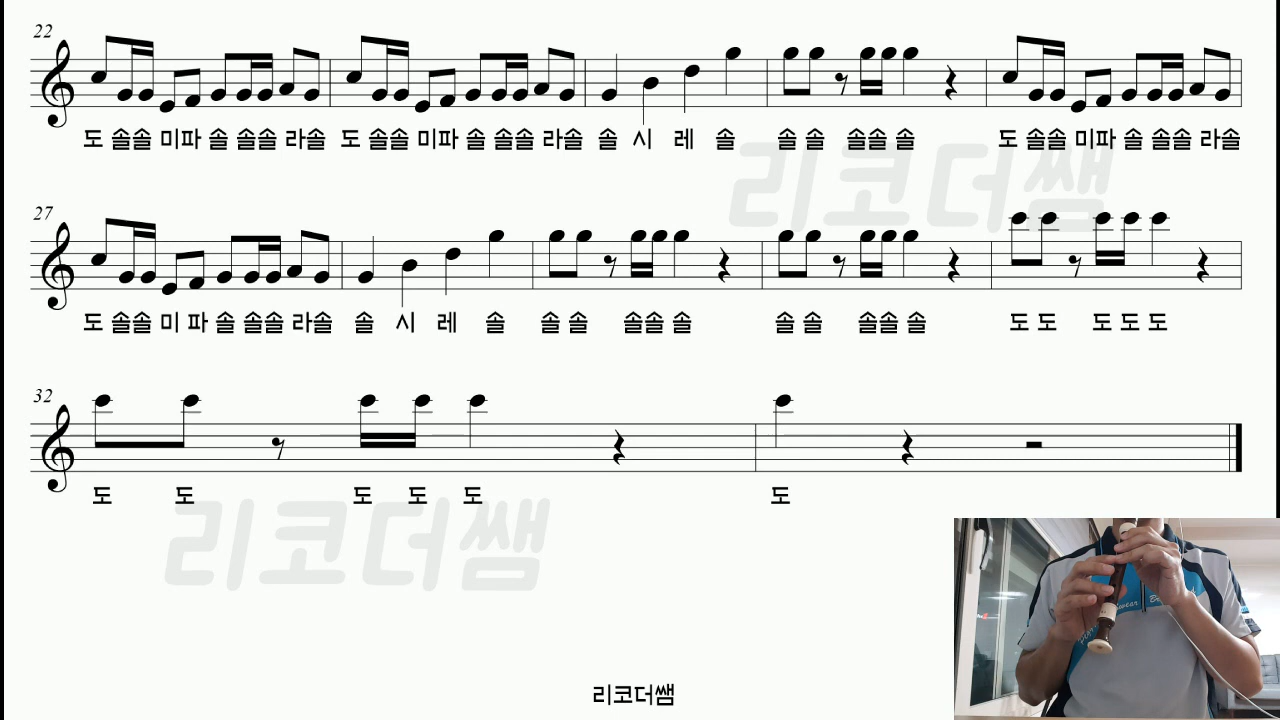 22
도 솔솔 미파 솔 솔솔 라솔 도 솔솔 미파 솔 솔솔 라솔 솔 시 레 솔 솔 솔 솔솔 솔 도 솔솔 미파 솔 솔솔 라솔
리코더쌤
27
도 솔솔 미 파 솔 솔솔 라솔 솔 시 레 솔 솔 솔 솔솔 솔 솔 솔 솔솔 솔 도 도 도 도 도
32
도 도 도 도 도 도
리코더쌤
리코더쌤